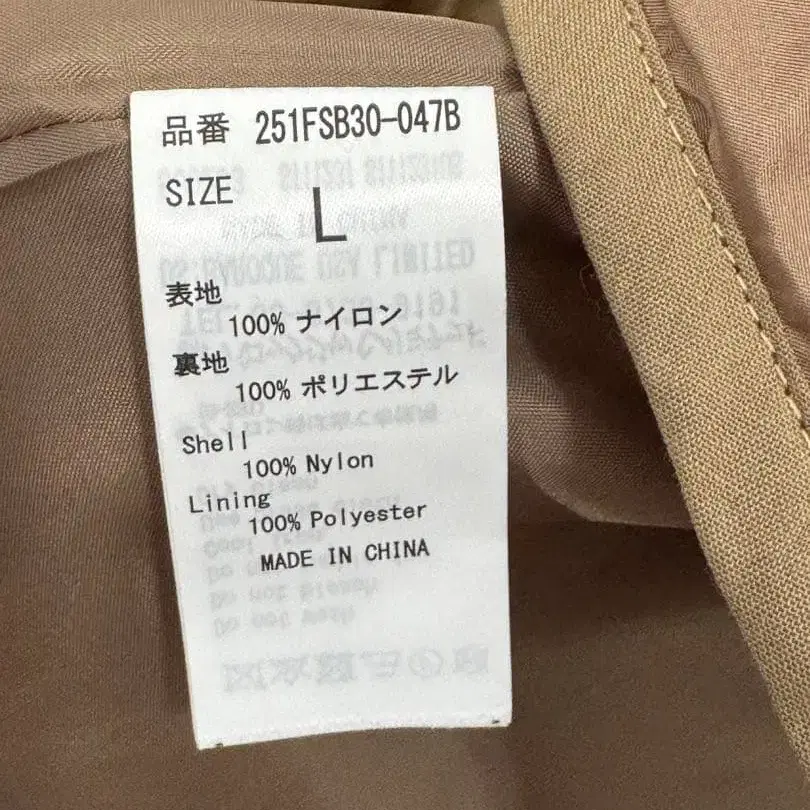 品番 251FSB30-047B
SIZE L
表地
100% ナイロン
裏地
100% ポリエステル
Shell
100% Nylon
Lining
100% Polyester
MADE IN CHINA